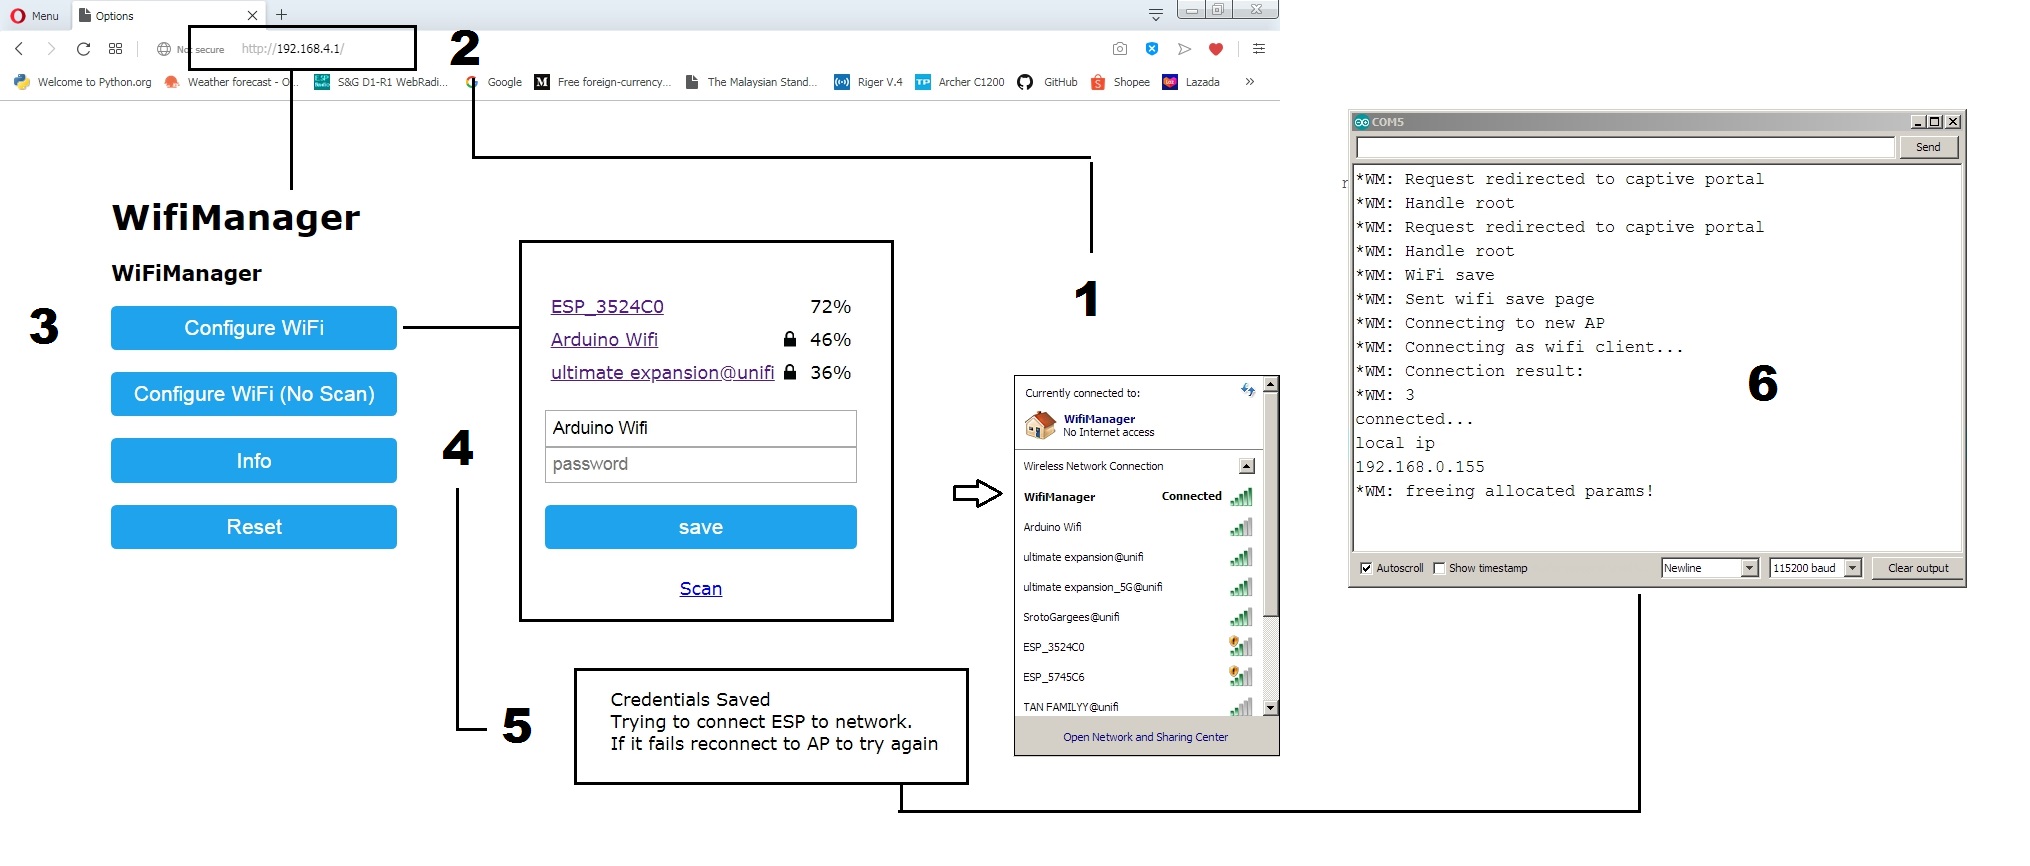 Menu
Options
2
Not secure http://192.168.4.1/
Welcome to Python.org
Weather forecast - O...
S&G D1-R1 WebRadi...
Google
Free foreign-currency...
The Malaysian Stand...
Riger V.4
TP
Archer C1200
GitHub
Shopee
Lazada
»
WifiManager
WiFiManager
3
Configure WiFi
Configure WiFi (No Scan)
Info
Reset
ESP_3524C0 72%
Arduino Wifi 46%
ultimate expansion@unifi 36%
4
Arduino Wifi
password
save
Scan
5
Credentials Saved
Trying to connect ESP to network.
If it fails reconnect to AP to try again
1
Currently connected to:
WifiManager
No Internet access
Wireless Network Connection
WifiManager Connected
Arduino Wifi
ultimate expansion@unifi
ultimate expansion_5G@unifi
SrotoGargees@unifi
ESP_3524C0
ESP_5745C6
TAN FAMILYY@unifi
Open Network and Sharing Center
COM5
Send
r
*WM: Request redirected to captive portal
*WM: Handle root
*WM: Request redirected to captive portal
*WM: Handle root
*WM: WiFi save
*WM: Sent wifi save page
*WM: Connecting to new AP
*WM: Connecting as wifi client...
*WM: Connection result:
*WM: 3
connected...
local ip
192.168.0.155
*WM: freeing allocated params!
6
Autoscroll Show timestamp Newline 115200 baud Clear output